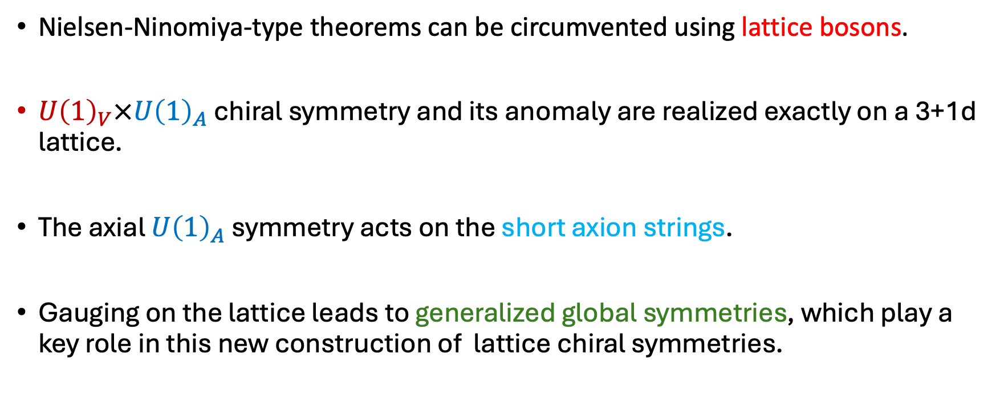 • Nielsen-Ninomiya-type theorems can be circumvented using lattice bosons.
• U(1)_V×U(1)_A chiral symmetry and its anomaly are realized exactly on a 3+1d
lattice.
• The axial U(1)_A symmetry acts on the short axion strings.
• Gauging on the lattice leads to generalized global symmetries, which play a
key role in this new construction of lattice chiral symmetries.